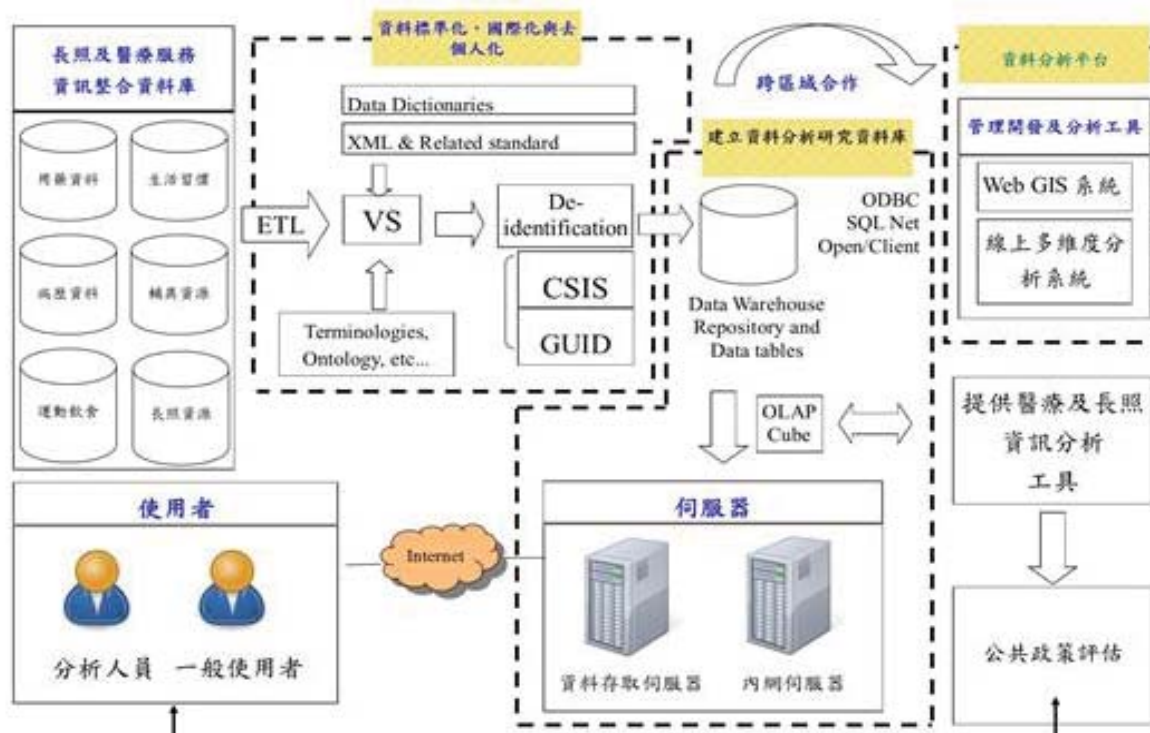 長照及醫療服務
資訊整合資料庫
用藥資料
生活習慣
病歷資料
輔具資源
運動飲食
長照資源
資料標準化、國際化與去
個人化
Data Dictionaries
XML & Related standard
ETL
VS
De-
identification
CSIS
GUID
Terminologies,
Ontology, etc...
跨區域合作
建立資料分析研究資料庫
ODBC
SQL Net
Open/Client
Data Warehouse
Repository and
Data tables
OLAP
Cube
資料分析平台
管理開發及分析工具
Web GIS 系統
線上多維度分
析系統
提供醫療及長照
資訊分析
工具
公共政策評估
使用者
分析人員
一般使用者
Internet
伺服器
資料存取伺服器
內網伺服器